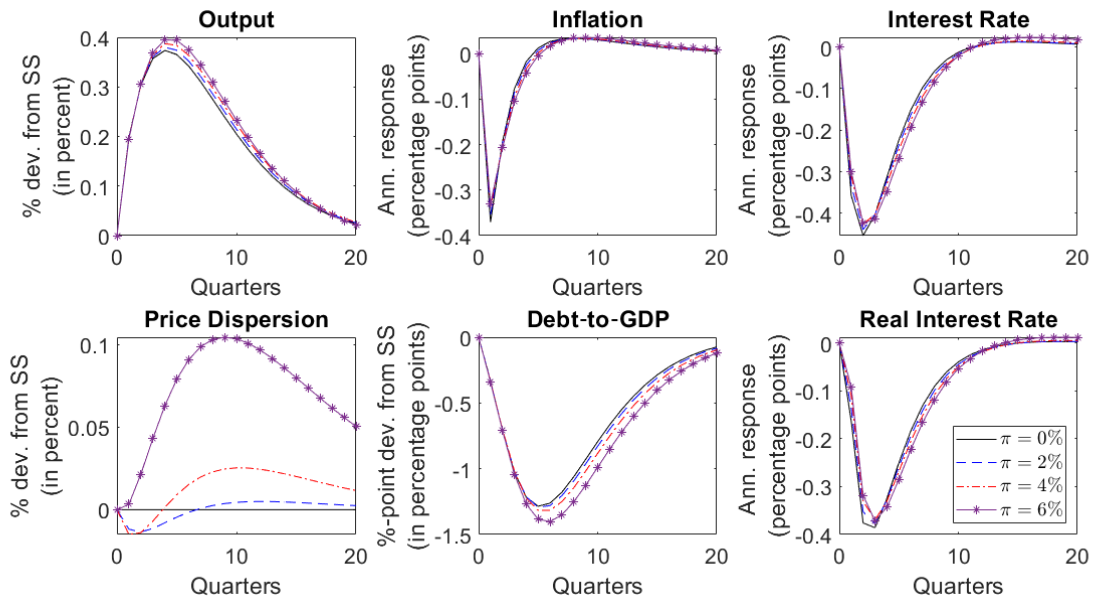 Output
% dev. from SS
(in percent)
0.4
0.3
0.2
0.1
0
0
10
20
Quarters
Inflation
Ann. response
(percentage points)
0
-0.1
-0.2
-0.3
-0.4
0
10
20
Quarters
Interest Rate
Ann. response
(percentage points)
0
-0.1
-0.2
-0.3
-0.4
0
10
20
Quarters
Price Dispersion
% dev. from SS
(in percent)
0.1
0.05
0
0
10
20
Quarters
Debt-to-GDP
%-point dev. from SS
(in percentage points)
0
-0.5
-1
-1.5
0
10
20
Quarters
Real Interest Rate
Ann. response
(percentage points)
0
-0.1
-0.2
-0.3
-0.4
π = 0%
π = 2%
π = 4%
π = 6%
0
10
20
Quarters